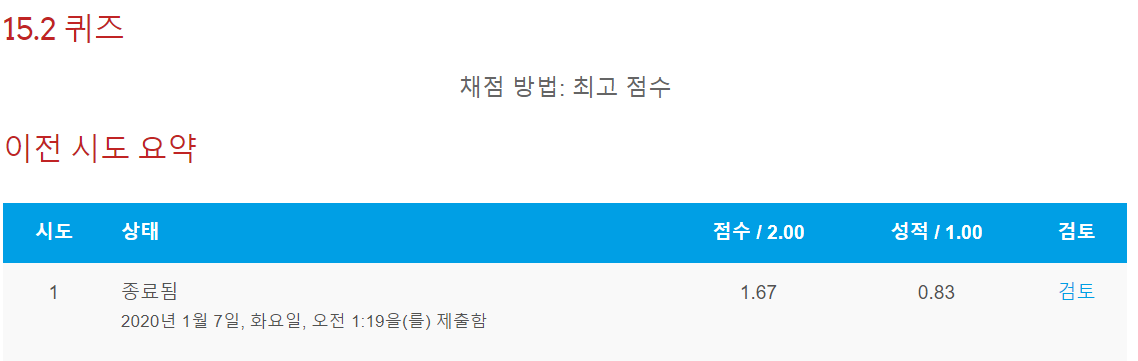 15.2 퀴즈
채점 방법: 최고 점수
이전 시도 요약
시도 상태 점수 / 2.00 성적 / 1.00 검토
1 종료됨 1.67 0.83 검토
2020년 1월 7일, 화요일, 오전 1:19을(를) 제출함